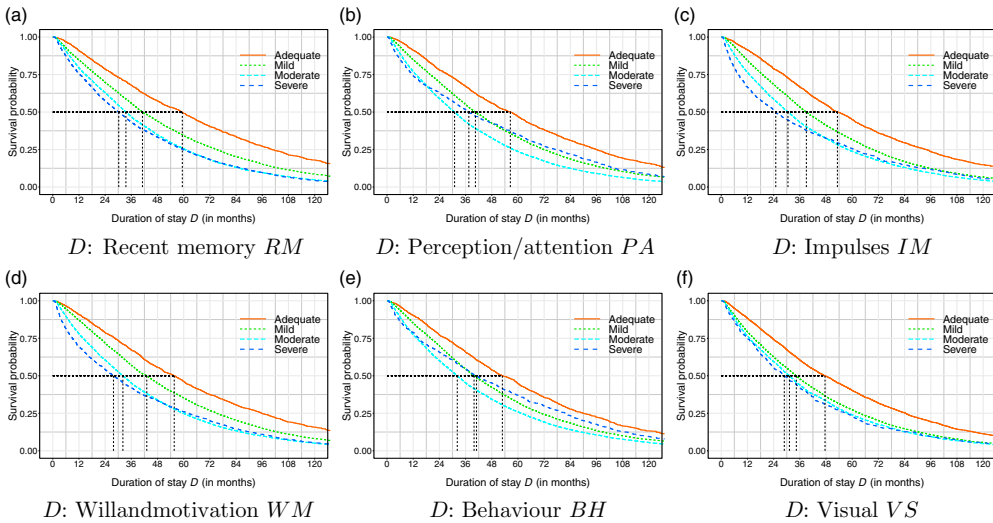 (a)
Survival probability
1.00
0.75
0.50
0.25
0.00
Adequate
Mild
Moderate
Severe
0 12 24 36 48 60 72 84 96 108 120
Duration of stay D (in months)
D: Recent memory RM
(b)
Survival probability
1.00
0.75
0.50
0.25
0.00
Adequate
Mild
Moderate
Severe
0 12 24 36 48 60 72 84 96 108 120
Duration of stay D (in months)
D: Perception/attention PA
(c)
Survival probability
1.00
0.75
0.50
0.25
0.00
Adequate
Mild
Moderate
Severe
0 12 24 36 48 60 72 84 96 108 120
Duration of stay D (in months)
D: Impulses IM
(d)
Survival probability
1.00
0.75
0.50
0.25
0.00
Adequate
Mild
Moderate
Severe
0 12 24 36 48 60 72 84 96 108 120
Duration of stay D (in months)
D: Willandmotivation WM
(e)
Survival probability
1.00
0.75
0.50
0.25
0.00
Adequate
Mild
Moderate
Severe
0 12 24 36 48 60 72 84 96 108 120
Duration of stay D (in months)
D: Behaviour BH
(f)
Survival probability
1.00
0.75
0.50
0.25
0.00
Adequate
Mild
Moderate
Severe
0 12 24 36 48 60 72 84 96 108 120
Duration of stay D (in months)
D: Visual VS